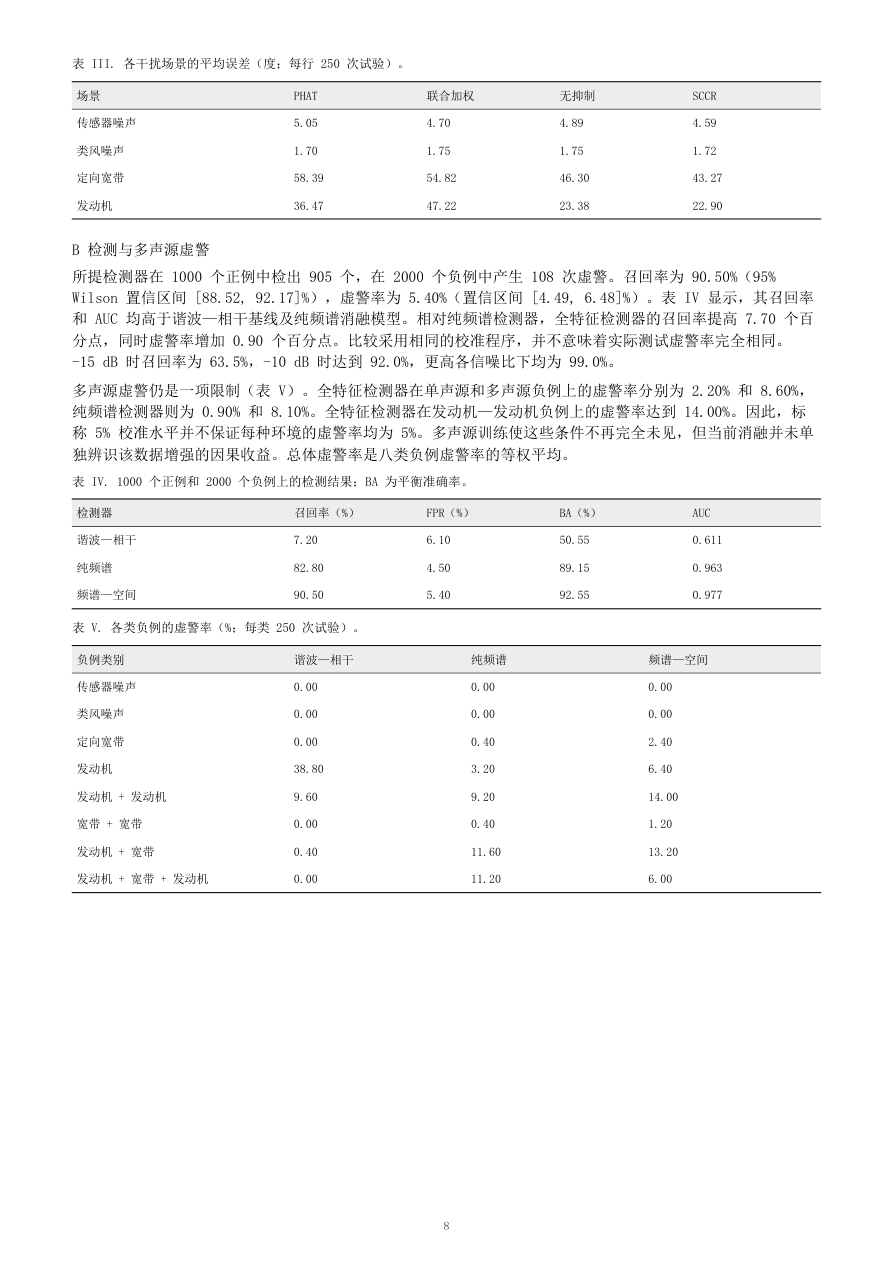 表 III. 各干扰场景的平均误差（度；每行 250 次试验）。
场景 PHAT 联合加权 无抑制 SCCR
传感器噪声 5.05 4.70 4.89 4.59
类风噪声 1.70 1.75 1.75 1.72
定向宽带 58.39 54.82 46.30 43.27
发动机 36.47 47.22 23.38 22.90
B 检测与多声源虚警
所提检测器在 1000 个正例中检出 905 个，在 2000 个负例中产生 108 次虚警。召回率为 90.50%（95%
Wilson 置信区间 [88.52, 92.17]%），虚警率为 5.40%（置信区间 [4.49, 6.48]%）。表 IV 显示，其召回率
和 AUC 均高于谐波—相干基线及纯频谱消融模型。相对纯频谱检测器，全特征检测器的召回率提高 7.70 个百
分点，同时虚警率增加 0.90 个百分点。比较采用相同的校准程序，并不意味着实际测试虚警率完全相同。
-15 dB 时召回率为 63.5%，-10 dB 时达到 92.0%，更高各信噪比下均为 99.0%。
多声源虚警仍是一项限制（表 V）。全特征检测器在单声源和多声源负例上的虚警率分别为 2.20% 和 8.60%，
纯频谱检测器则为 0.90% 和 8.10%。全特征检测器在发动机—发动机负例上的虚警率达到 14.00%。因此，标
称 5% 校准水平并不保证每种环境的虚警率均为 5%。多声源训练使这些条件不再完全未见，但当前消融并未单
独辨识该数据增强的因果收益。总体虚警率是八类负例虚警率的等权平均。
表 IV. 1000 个正例和 2000 个负例上的检测结果；BA 为平衡准确率。
检测器 召回率（%） FPR（%） BA（%） AUC
谐波—相干 7.20 6.10 50.55 0.611
纯频谱 82.80 4.50 89.15 0.963
频谱—空间 90.50 5.40 92.55 0.977
表 V. 各类负例的虚警率（%；每类 250 次试验）。
负例类别 谐波—相干 纯频谱 频谱—空间
传感器噪声 0.00 0.00 0.00
类风噪声 0.00 0.00 0.00
定向宽带 0.00 0.40 2.40
发动机 38.80 3.20 6.40
发动机 + 发动机 9.60 9.20 14.00
宽带 + 宽带 0.00 0.40 1.20
发动机 + 宽带 0.40 11.60 13.20
发动机 + 宽带 + 发动机 0.00 11.20 6.00
8